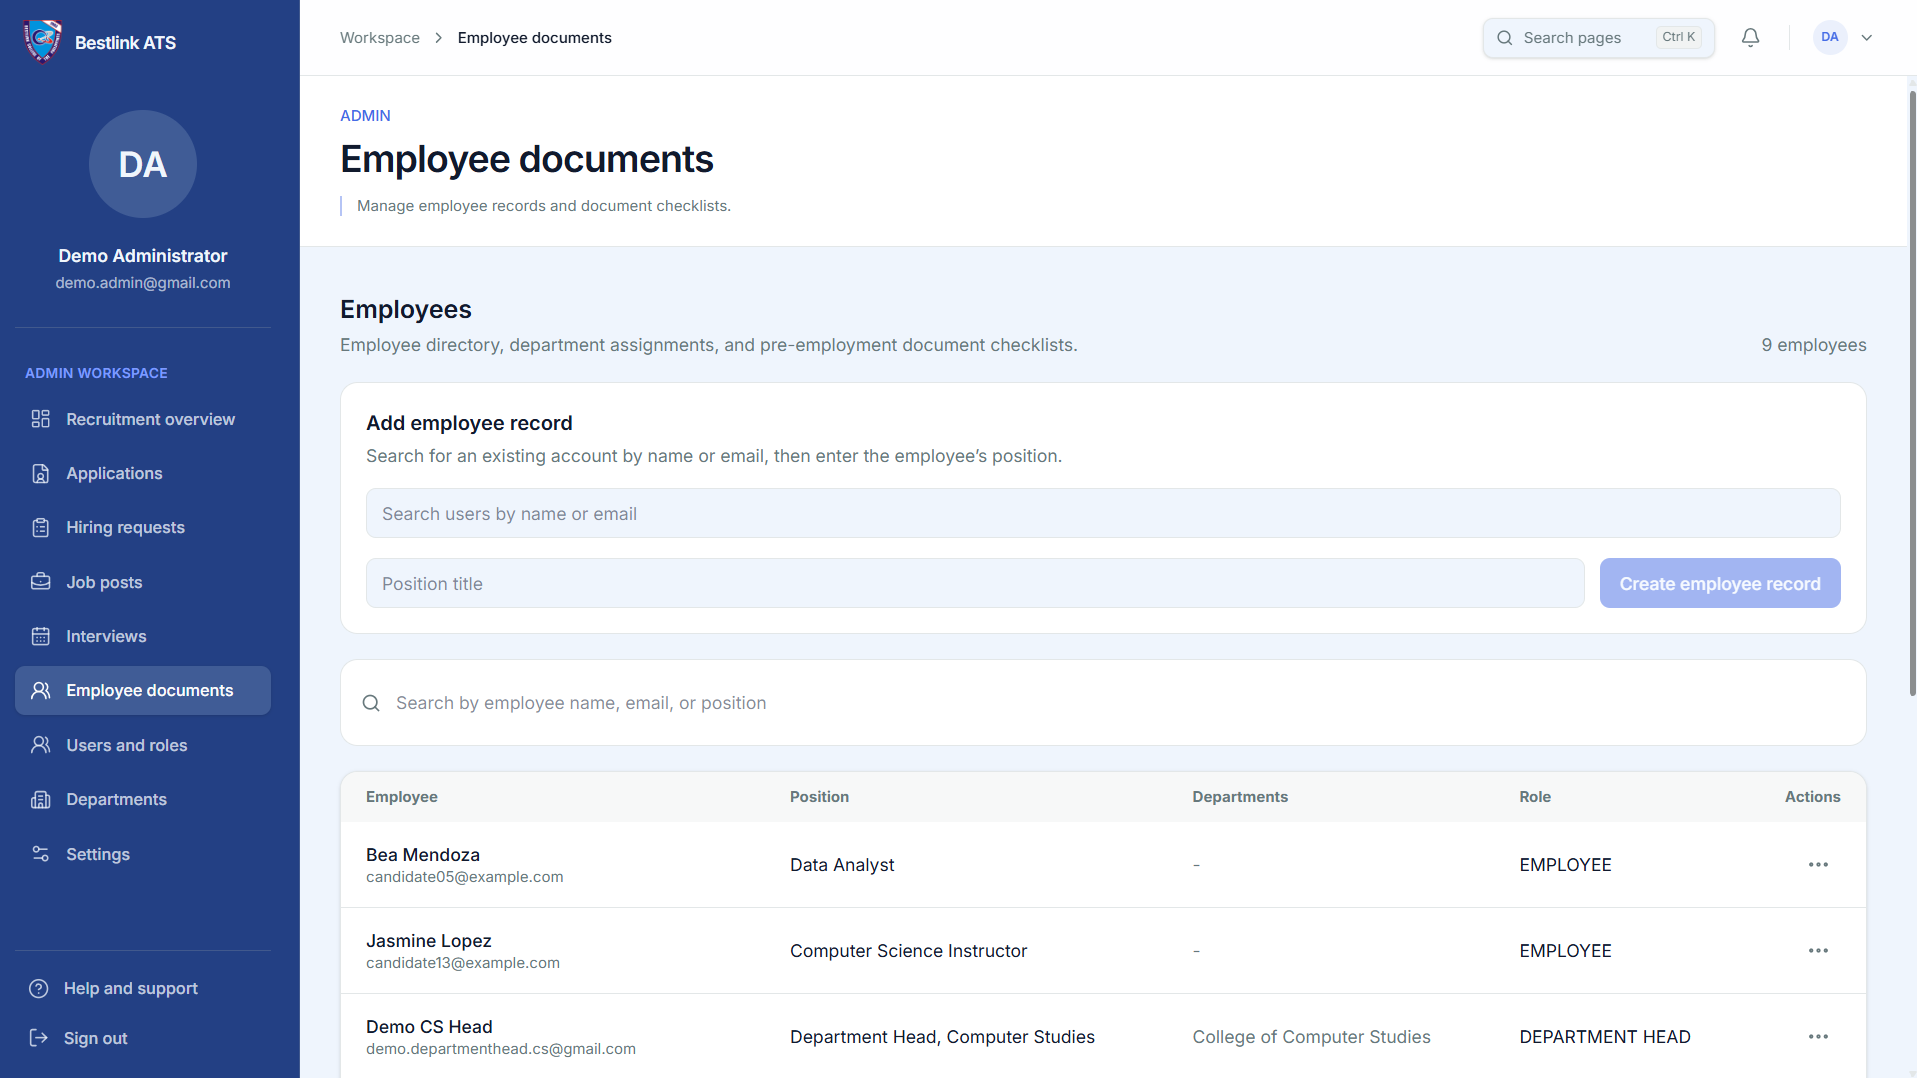 Bestlink ATS
DA
Demo Administrator
demo.admin@gmail.com
ADMIN WORKSPACE
Recruitment overview
Applications
Hiring requests
Job posts
Interviews
Employee documents
Users and roles
Departments
Settings
Help and support
Sign out
Workspace > Employee documents
Search pages Ctrl K
DA
ADMIN
Employee documents
Manage employee records and document checklists.
Employees
Employee directory, department assignments, and pre-employment document checklists.
9 employees
Add employee record
Search for an existing account by name or email, then enter the employee’s position.
Search users by name or email
Position title
Create employee record
Search by employee name, email, or position
Employee Position Departments Role Actions
Bea Mendoza
candidate05@example.com
Data Analyst - EMPLOYEE
Jasmine Lopez
candidate13@example.com
Computer Science Instructor - EMPLOYEE
Demo CS Head
demo.departmenthead.cs@gmail.com
Department Head, Computer Studies College of Computer Studies DEPARTMENT HEAD